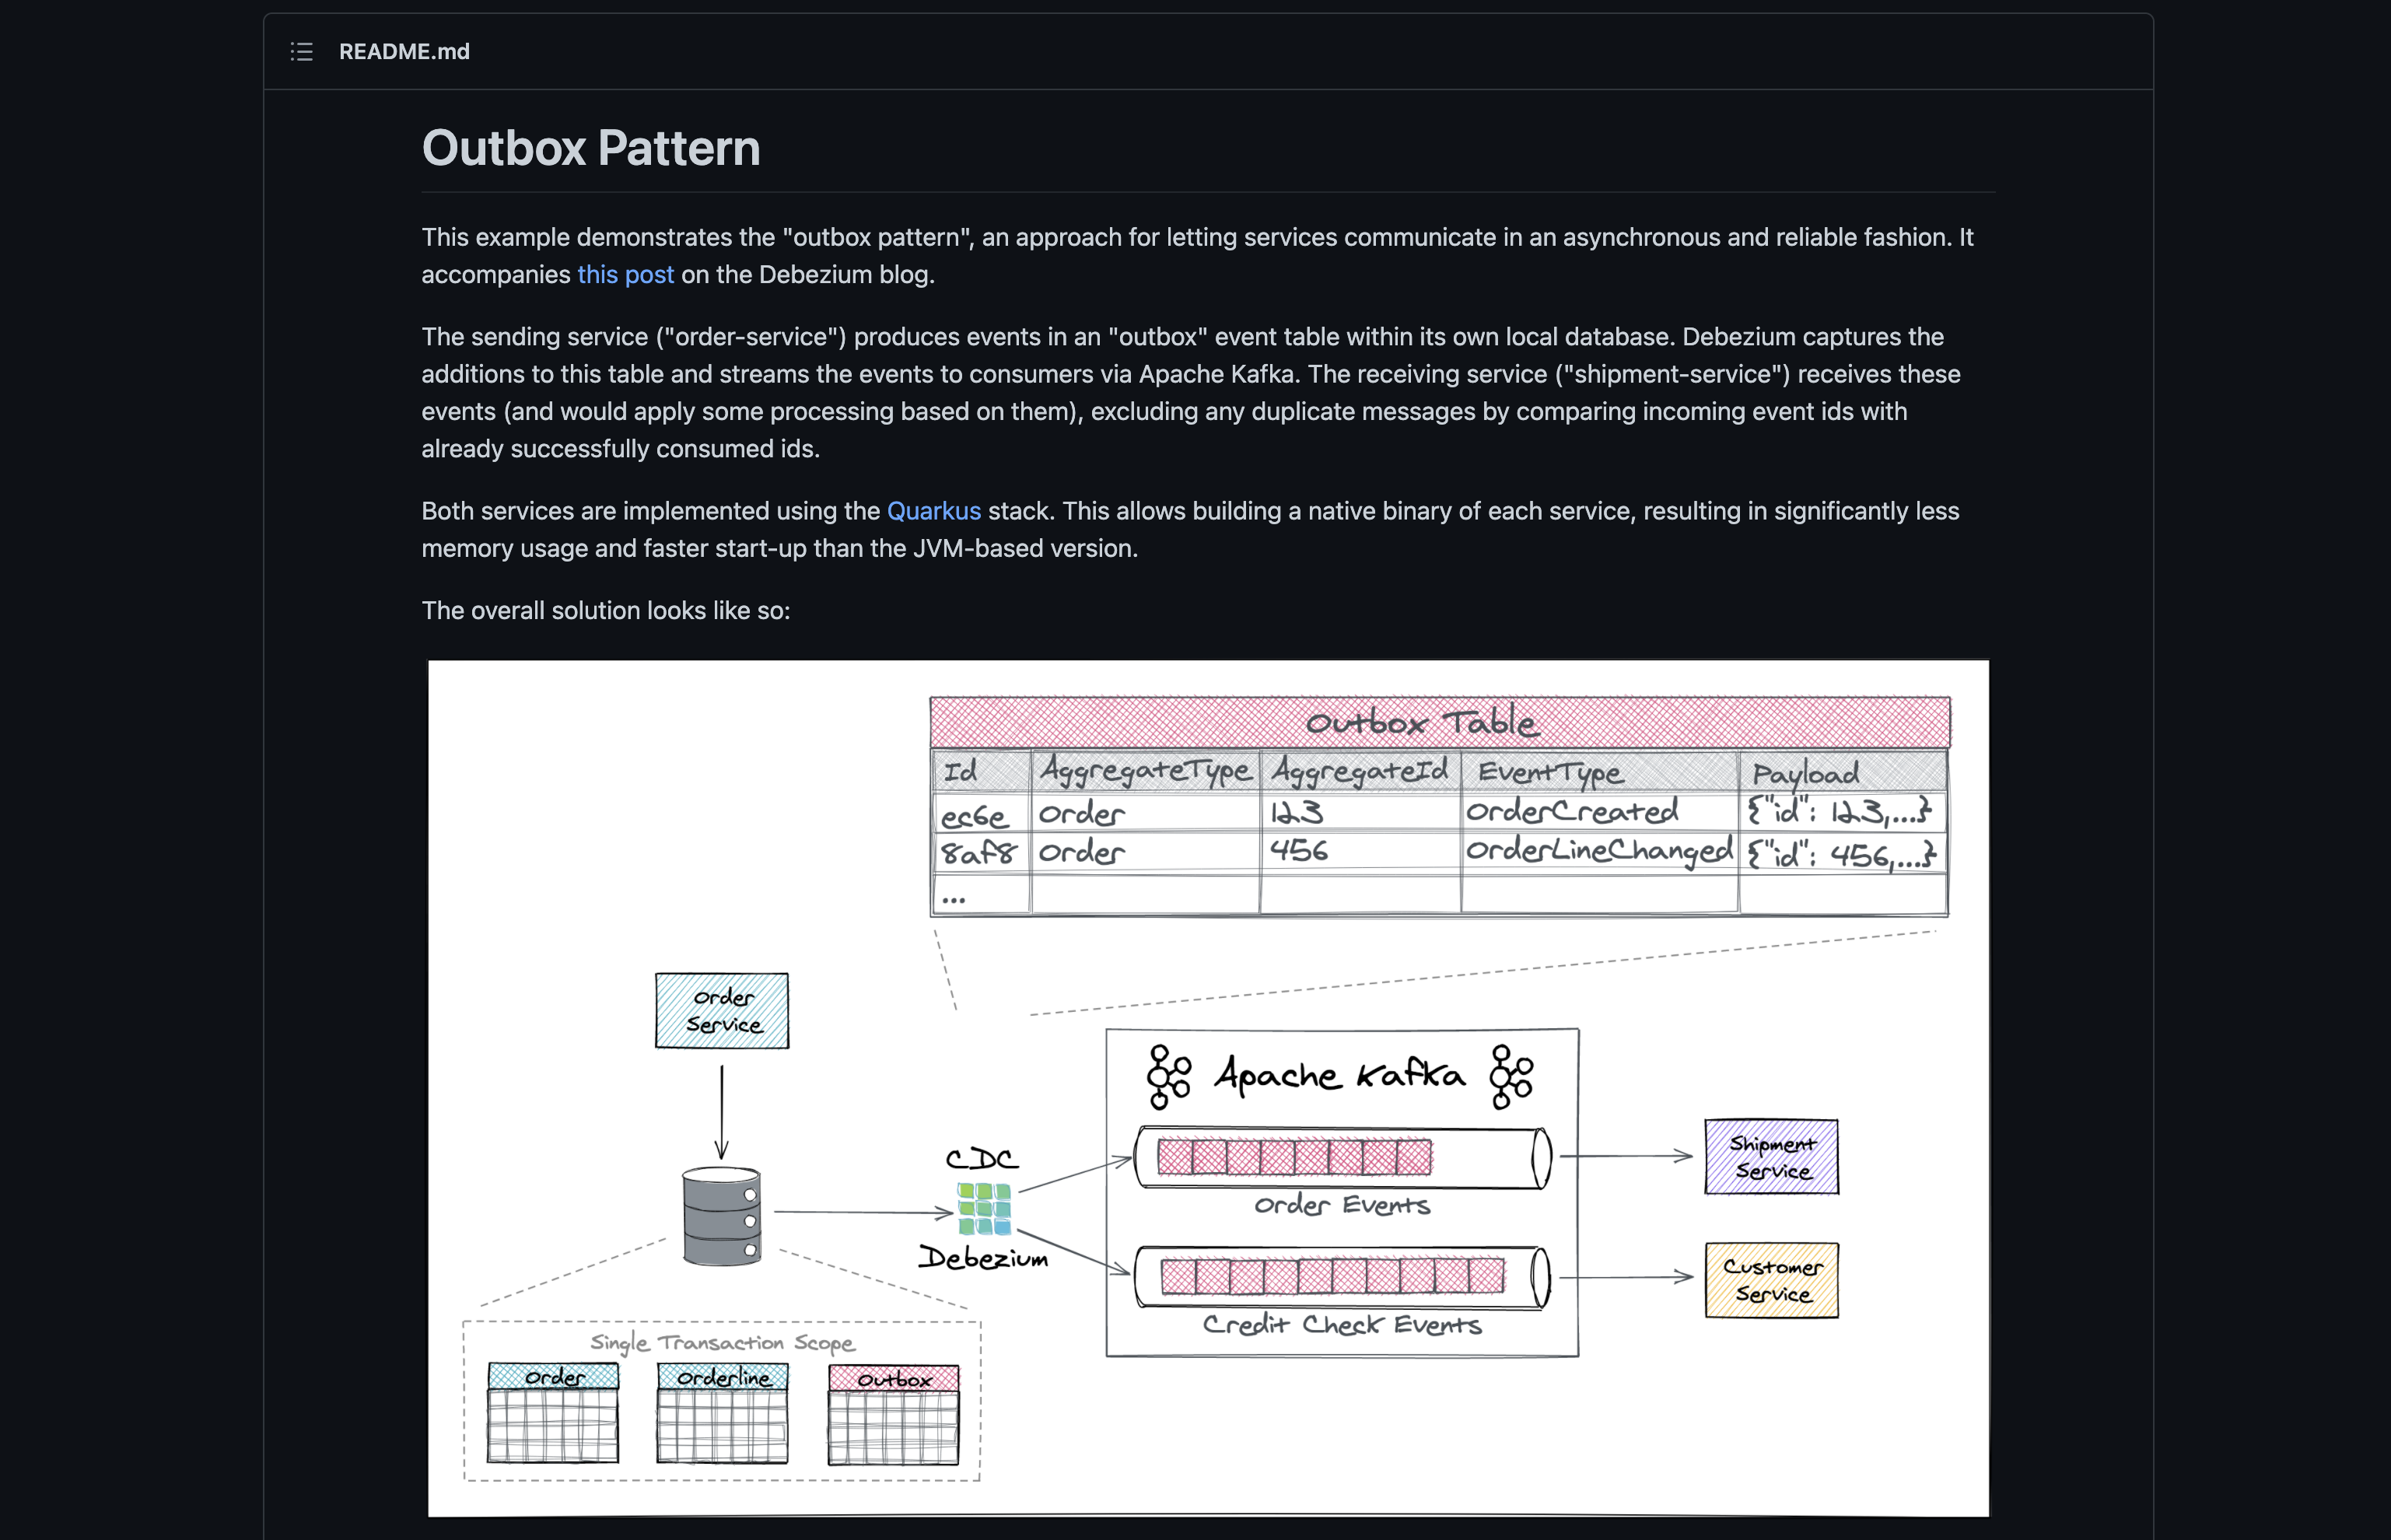 README.md
Outbox Pattern
This example demonstrates the "outbox pattern", an approach for letting services communicate in an asynchronous and reliable fashion. It
accompanies this post on the Debezium blog.
The sending service ("order-service") produces events in an "outbox" event table within its own local database. Debezium captures the
additions to this table and streams the events to consumers via Apache Kafka. The receiving service ("shipment-service") receives these
events (and would apply some processing based on them), excluding any duplicate messages by comparing incoming event ids with
already successfully consumed ids.
Both services are implemented using the Quarkus stack. This allows building a native binary of each service, resulting in significantly less
memory usage and faster start-up than the JVM-based version.
The overall solution looks like so:
Outbox Table
Id AggregateType AggregateId EventType Payload
ec6e Order 123 OrderCreated {"id": 123,...}
8af8 Order 456 OrderLineChanged {"id": 456,...}
...
Order
Service
Apache Kafka
CDC
Debezium
Order Events
Credit Check Events
Shipment
Service
Customer
Service
Single Transaction Scope
Order Orderline Outbox